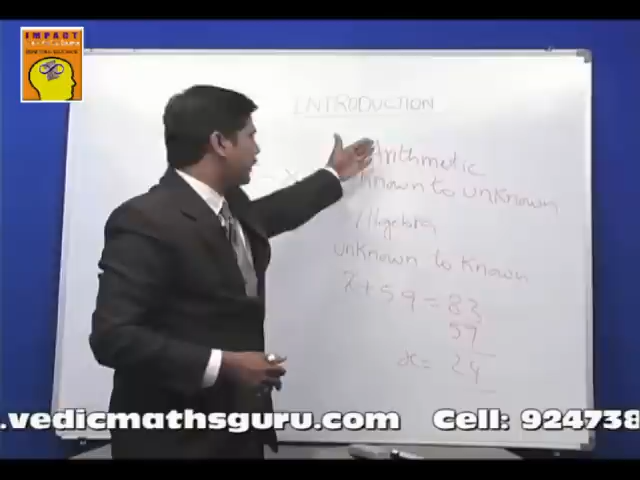 IMPACT
INTRODUCTION
Arithmetic
known to unknown
Algebra
unknown to known
x + 59 = 83
59
x = 24
.vedicmathsguru.com Cell: 924738